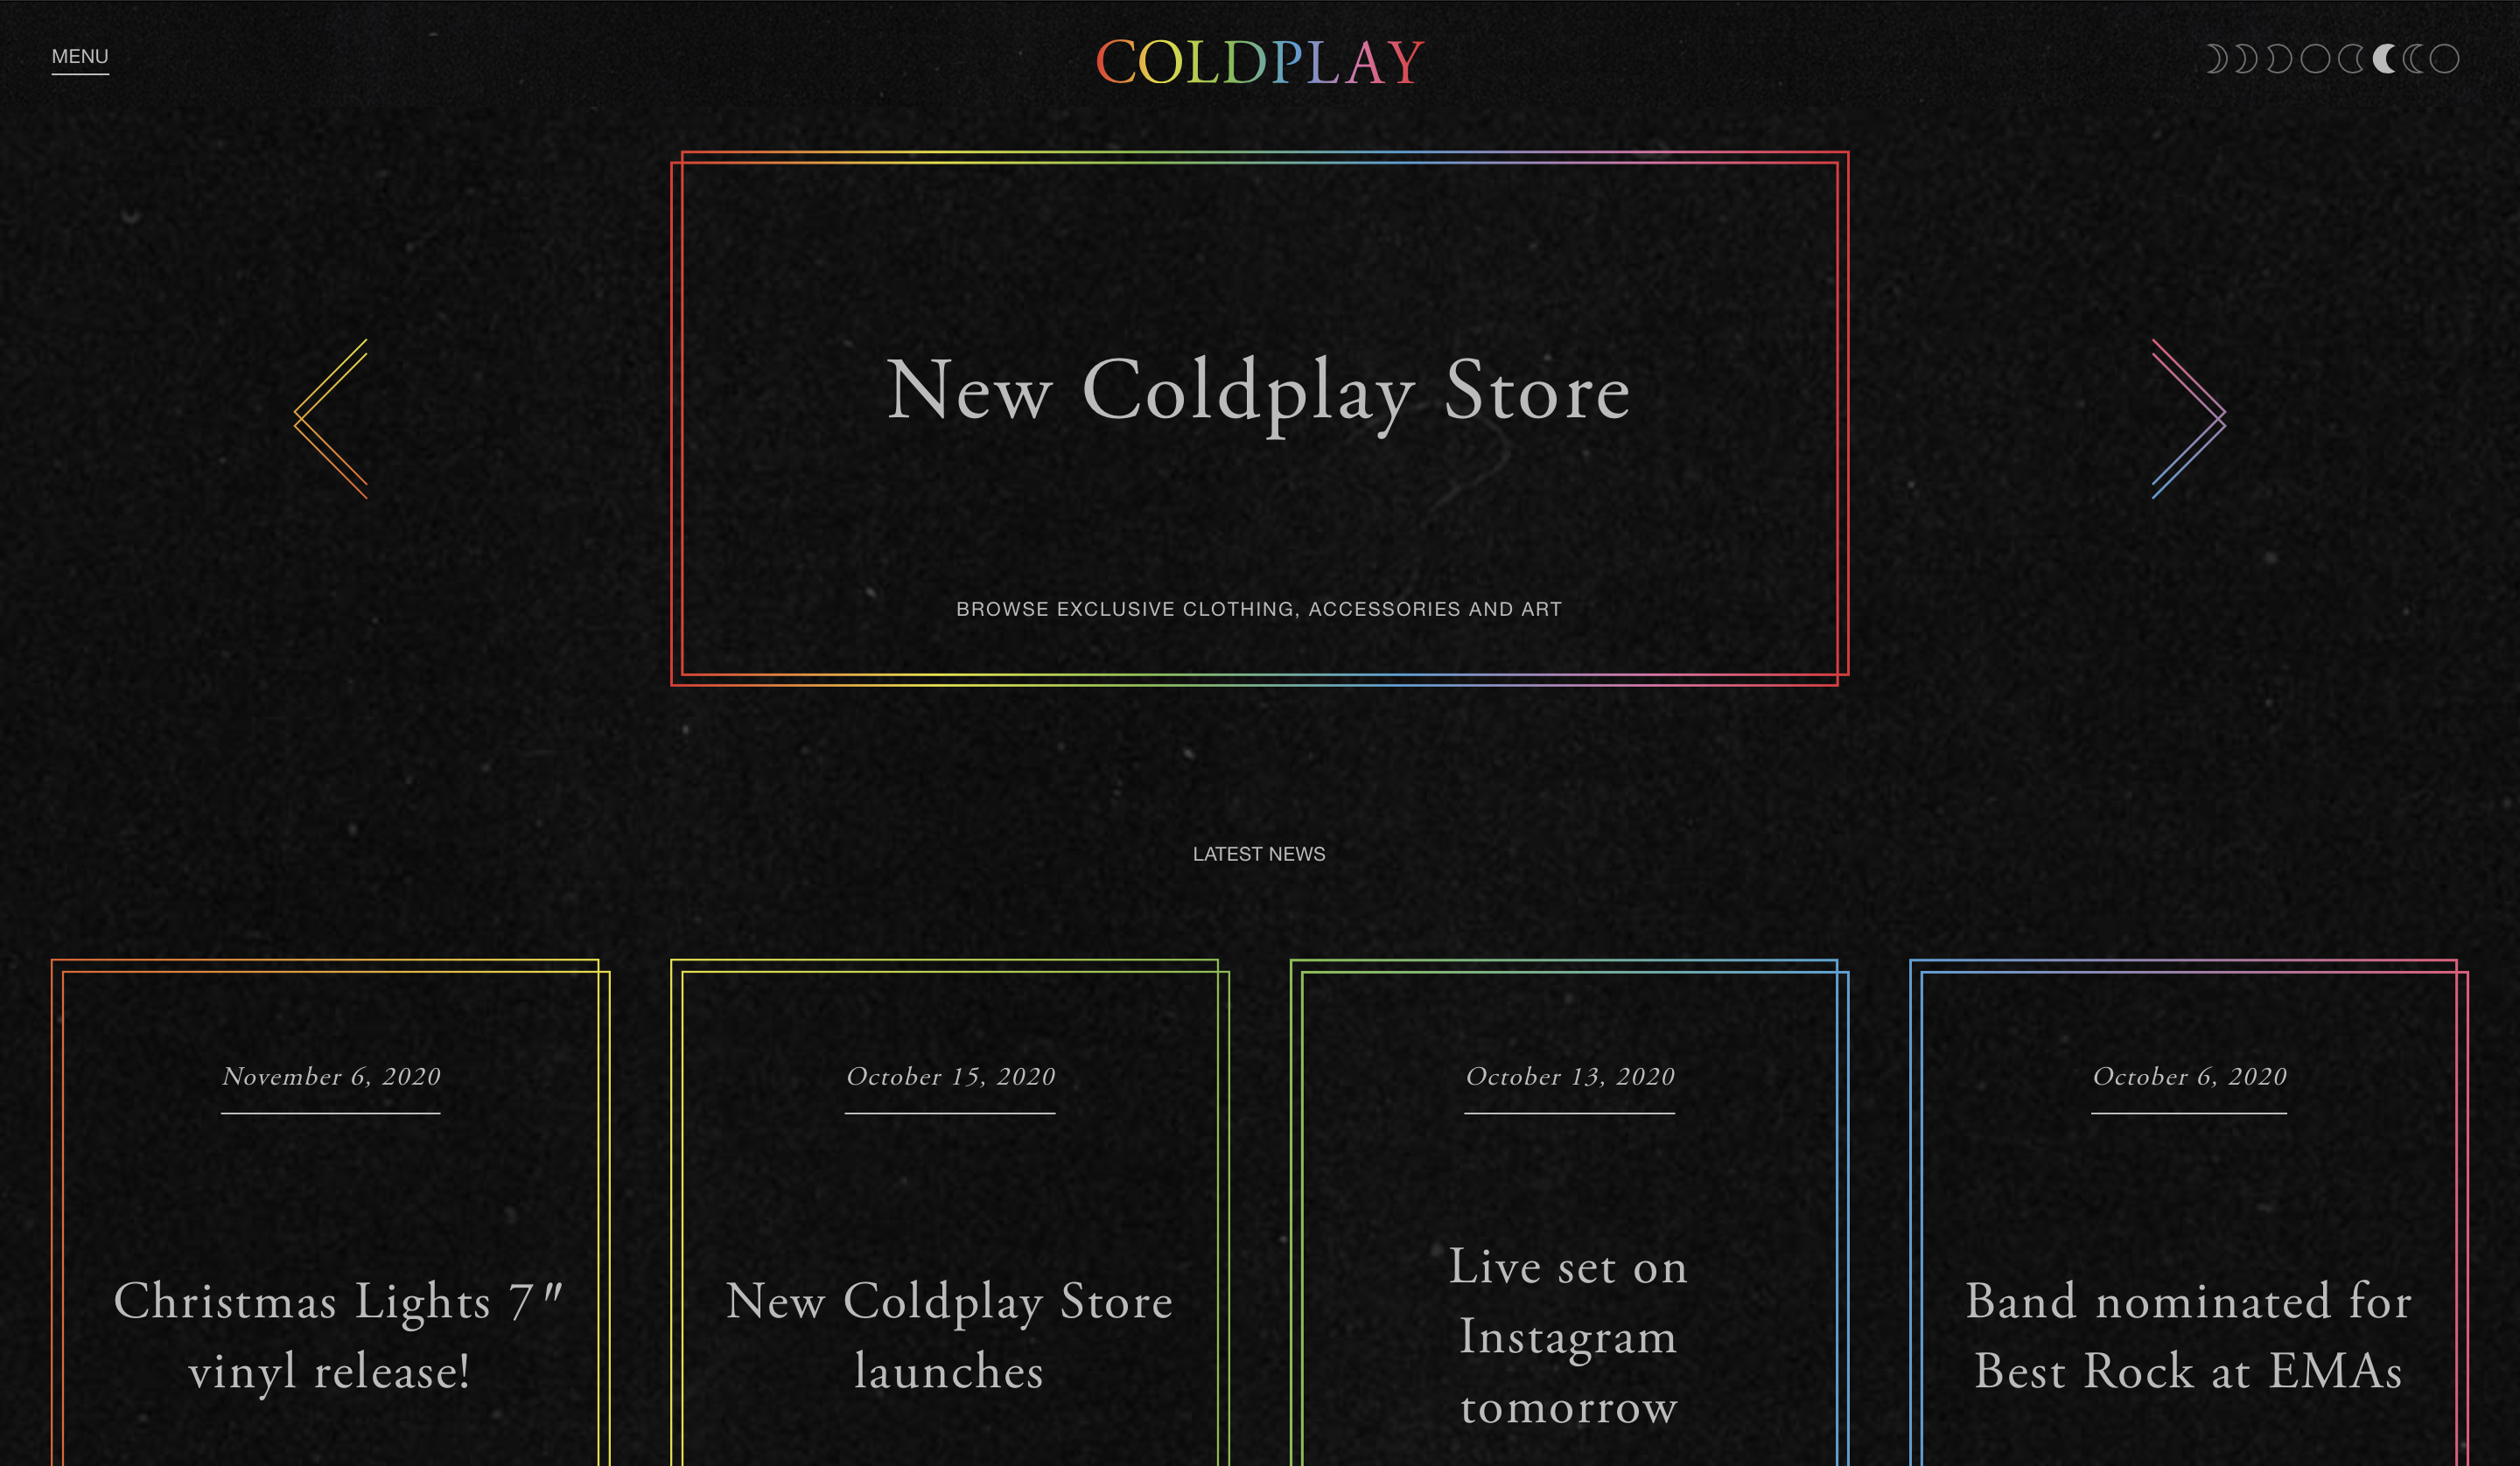 MENU
COLDPLAY
New Coldplay Store
BROWSE EXCLUSIVE CLOTHING, ACCESSORIES AND ART
LATEST NEWS
November 6, 2020
Christmas Lights 7″
vinyl release!
October 15, 2020
New Coldplay Store
launches
October 13, 2020
Live set on
Instagram
tomorrow
October 6, 2020
Band nominated for
Best Rock at EMAs